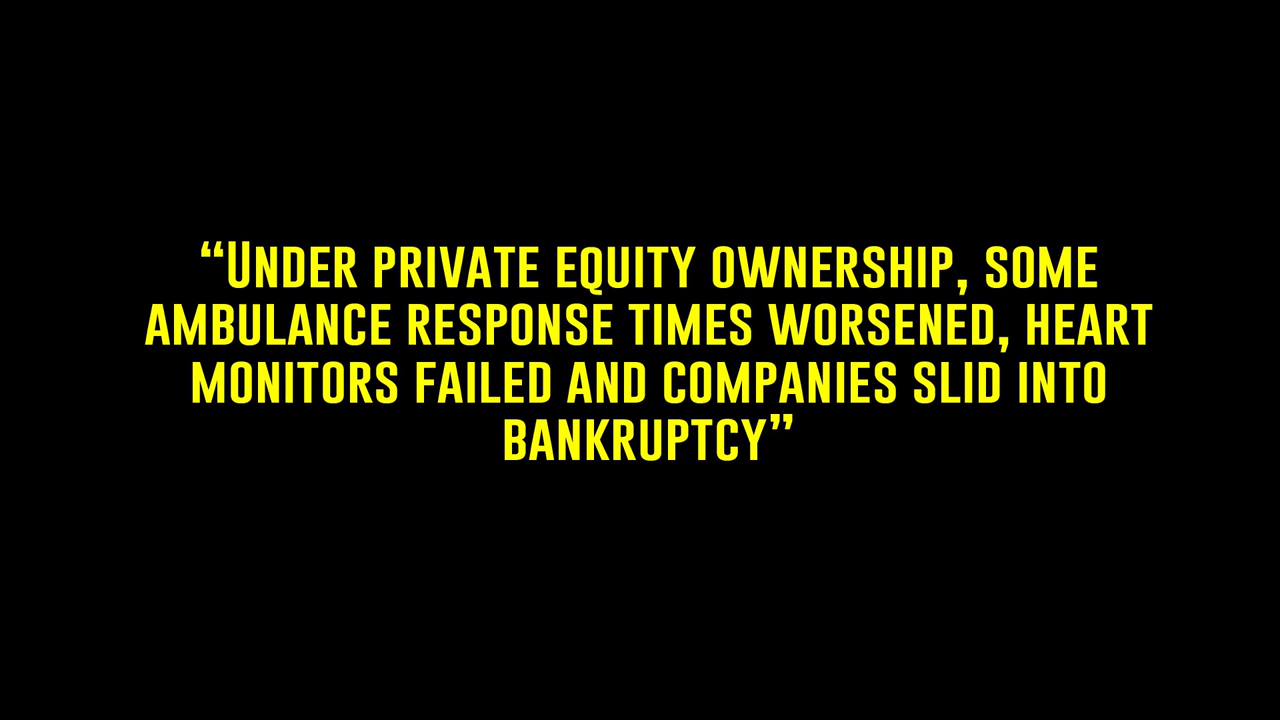 “Under private equity ownership, some
ambulance response times worsened, heart
monitors failed and companies slid into
bankruptcy”